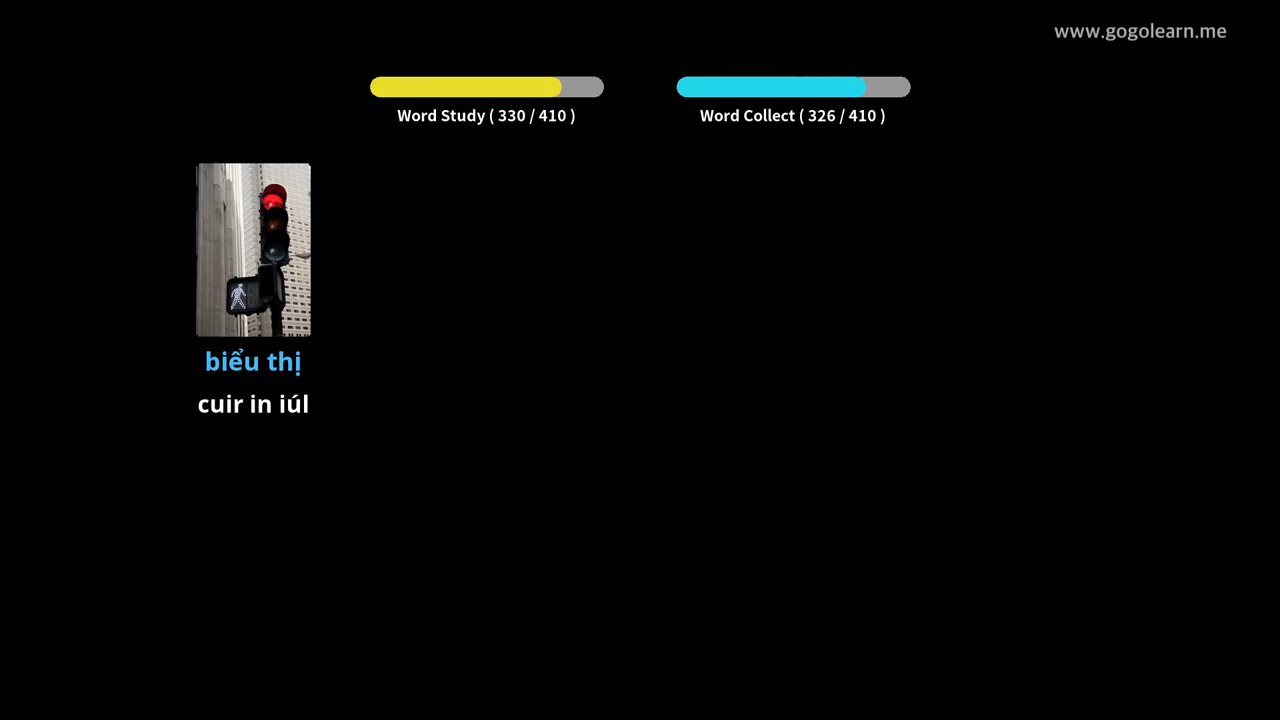 www.gogolearn.me
Word Study ( 330 / 410 )
Word Collect ( 326 / 410 )
biểu thị
cuir in iúl